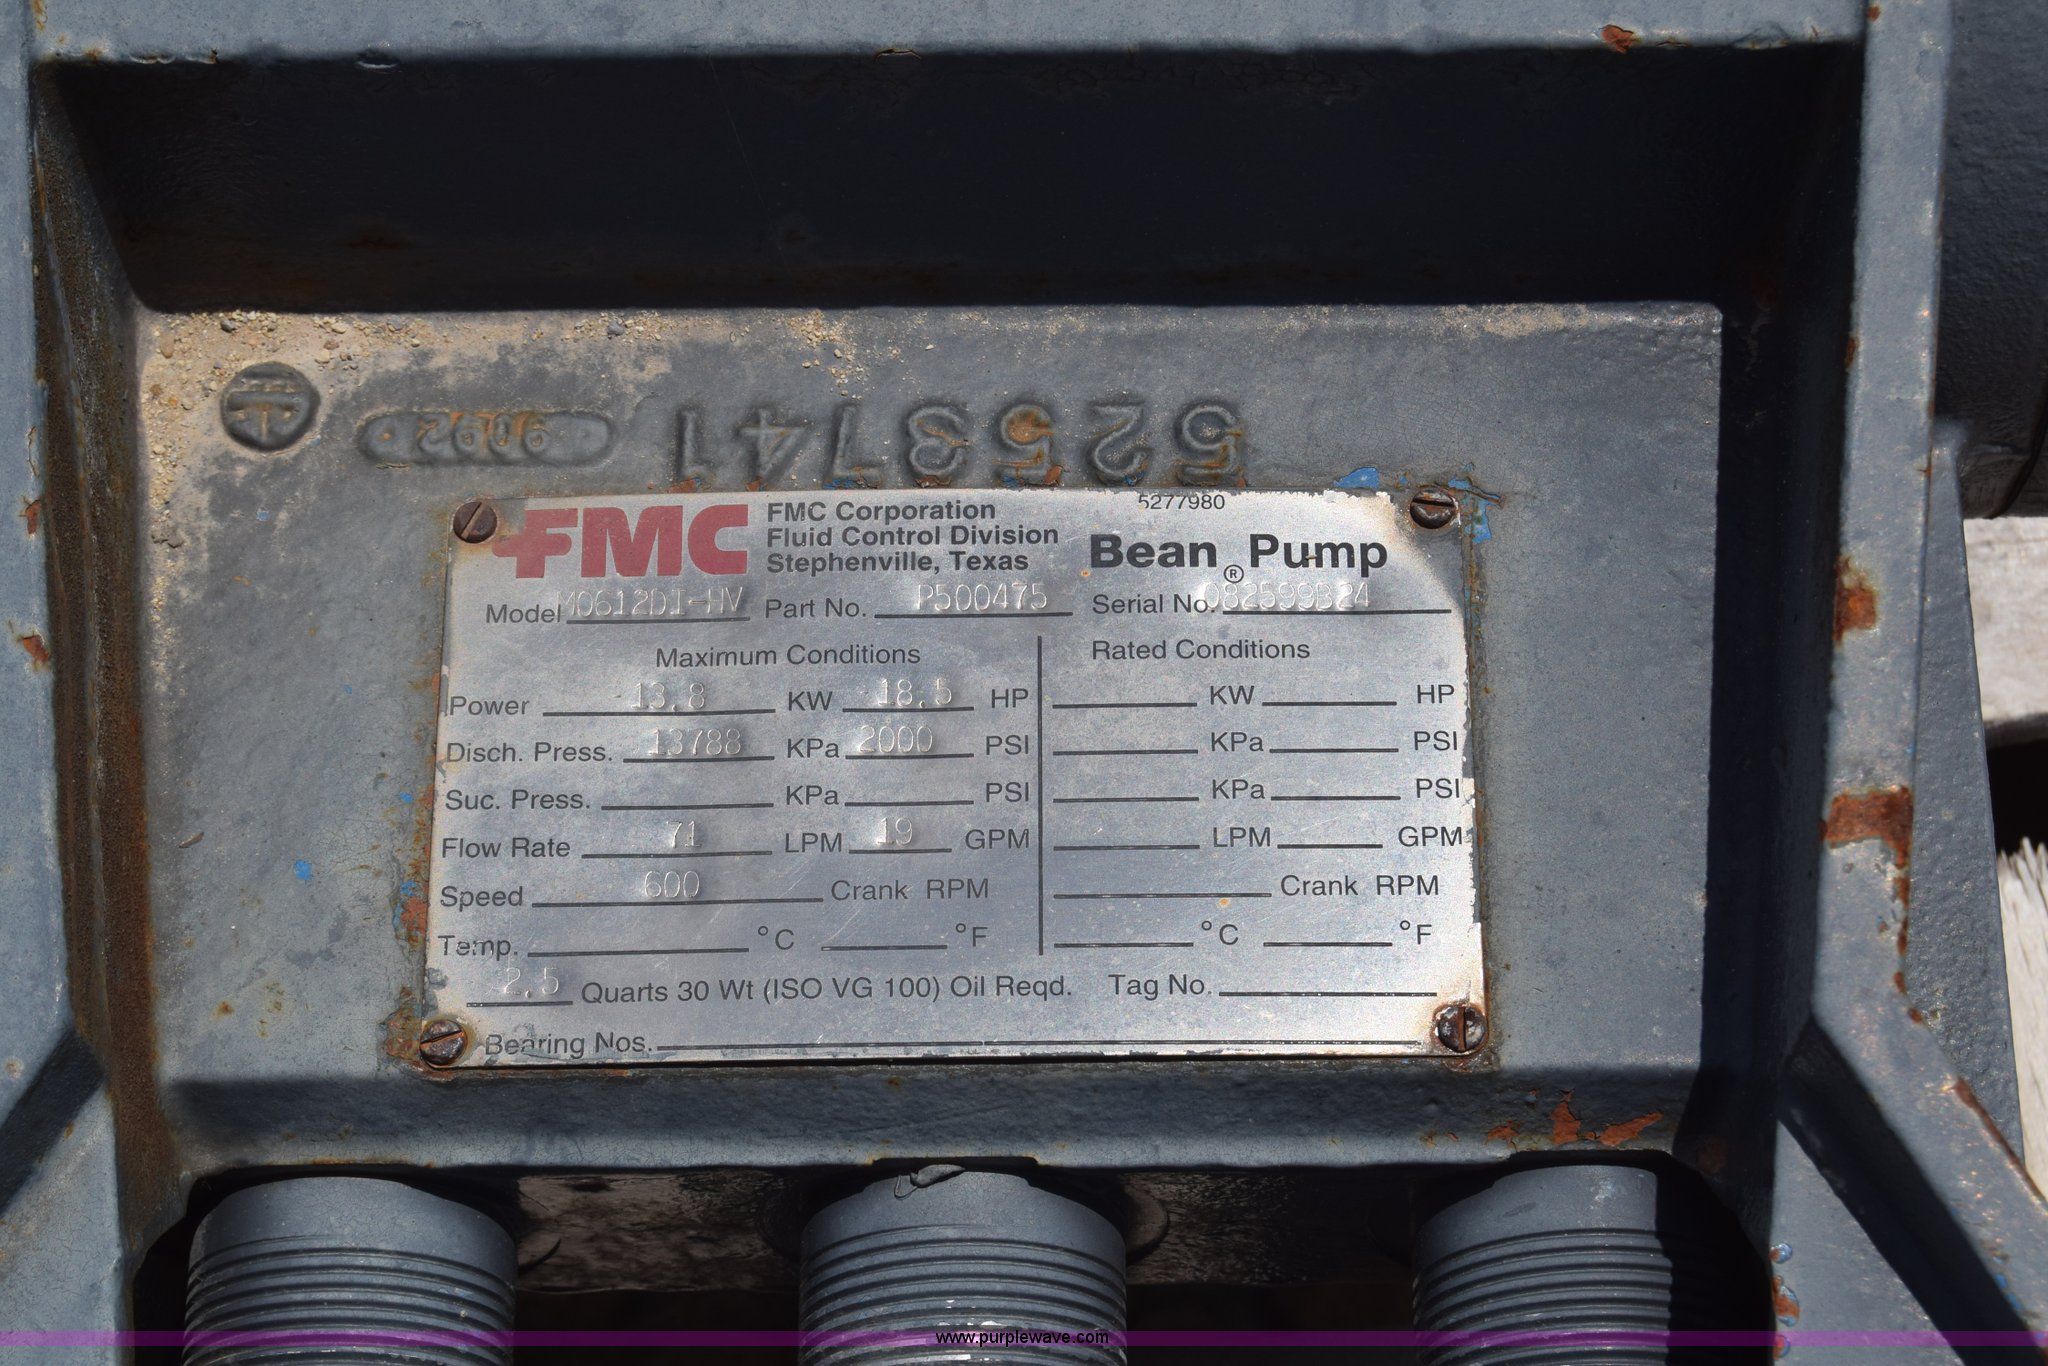 5253741
9092
FMC
FMC Corporation
Fluid Control Division
Stephenville, Texas
5277980
Bean® Pump
Model M0612DI-HV Part No. P500475 Serial No. 082599B24
Maximum Conditions
Rated Conditions
Power 13.8 KW 18.5 HP KW HP
Disch. Press. 13788 KPa 2000 PSI KPa PSI
Suc. Press. KPa PSI KPa PSI
Flow Rate 71 LPM 19 GPM LPM GPM
Speed 600 Crank RPM Crank RPM
Temp. °C °F °C °F
2.5 Quarts 30 Wt (ISO VG 100) Oil Reqd. Tag No.
Bearing Nos.
www.purplewave.com